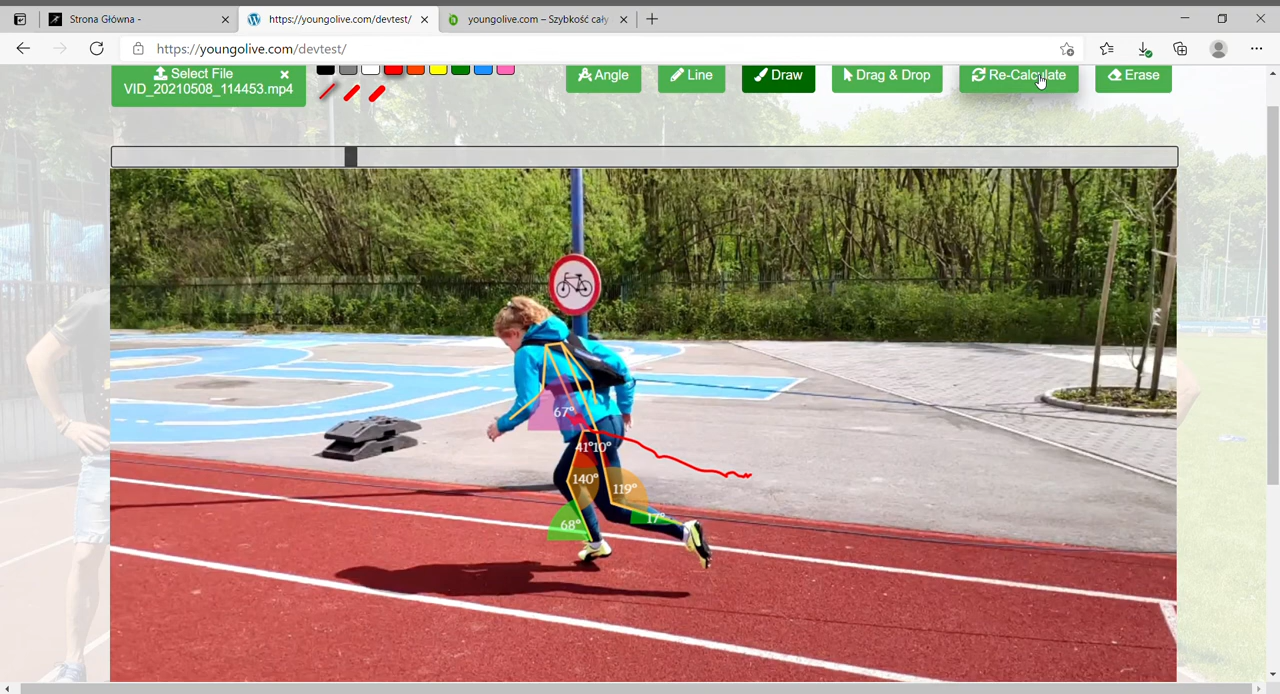 Strona Główna -
https://youngolive.com/devtest/
youngolive.com – Szybkość cały
https://youngolive.com/devtest/
Select File
VID_20210508_114453.mp4
Angle
Line
Draw
Drag & Drop
Re-Calculate
Erase
67°
41°10°
140°
119°
68°
17°